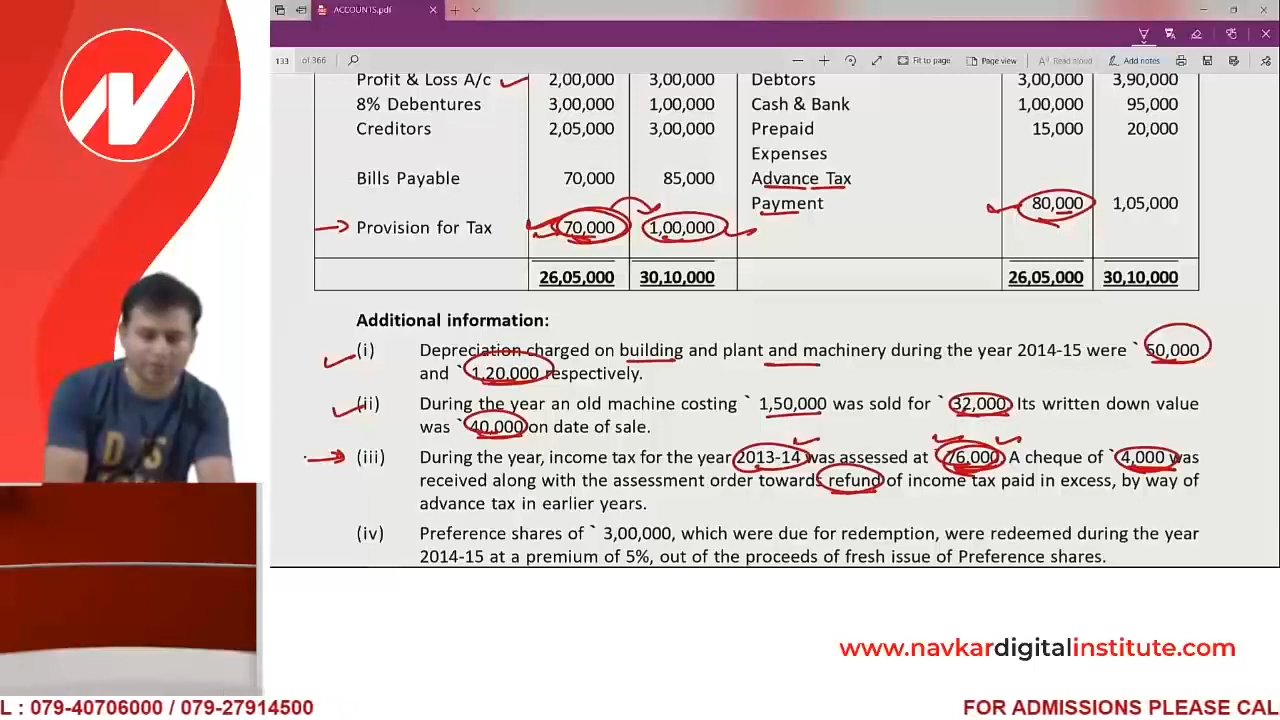 ACCOUNTS.pdf
133 of 366
Fit to page
Page view
Read aloud
Add notes
Profit & Loss A/c 2,00,000 3,00,000 Debtors 3,00,000 3,90,000
8% Debentures 3,00,000 1,00,000 Cash & Bank 1,00,000 95,000
Creditors 2,05,000 3,00,000 Prepaid 15,000 20,000
Expenses
Bills Payable 70,000 85,000 Advance Tax
Payment 80,000 1,05,000
Provision for Tax 70,000 1,00,000
26,05,000 30,10,000 26,05,000 30,10,000
Additional information:
(i) Depreciation charged on building and plant and machinery during the year 2014-15 were ` 50,000
and ` 1,20,000 respectively.
(ii) During the year an old machine costing ` 1,50,000 was sold for ` 32,000 Its written down value
was ` 40,000 on date of sale.
(iii) During the year, income tax for the year 2013-14 was assessed at ` 76,000 A cheque of ` 4,000 was
received along with the assessment order towards refund of income tax paid in excess, by way of
advance tax in earlier years.
(iv) Preference shares of ` 3,00,000, which were due for redemption, were redeemed during the year
2014-15 at a premium of 5%, out of the proceeds of fresh issue of Preference shares.
www.navkardigitalinstitute.com
L : 079-40706000 / 079-27914500 FOR ADMISSIONS PLEASE CAL